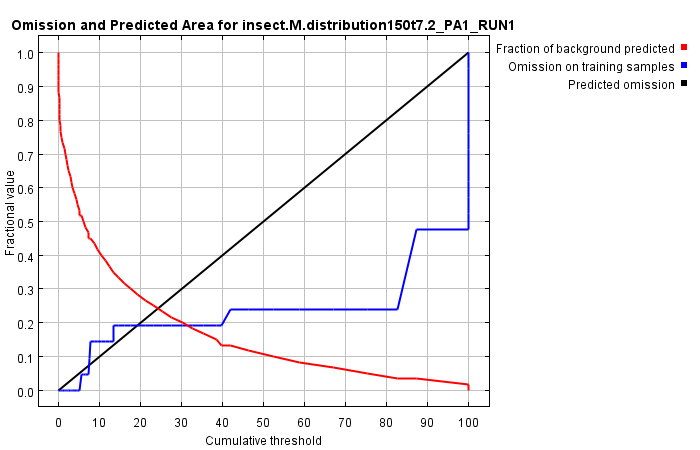 Omission and Predicted Area for insect.M.distribution150t7.2_PA1_RUN1
Fraction of background predicted
Omission on training samples
Predicted omission
Fractional value
1.0
0.9
0.8
0.7
0.6
0.5
0.4
0.3
0.2
0.1
0.0
0 10 20 30 40 50 60 70 80 90 100
Cumulative threshold